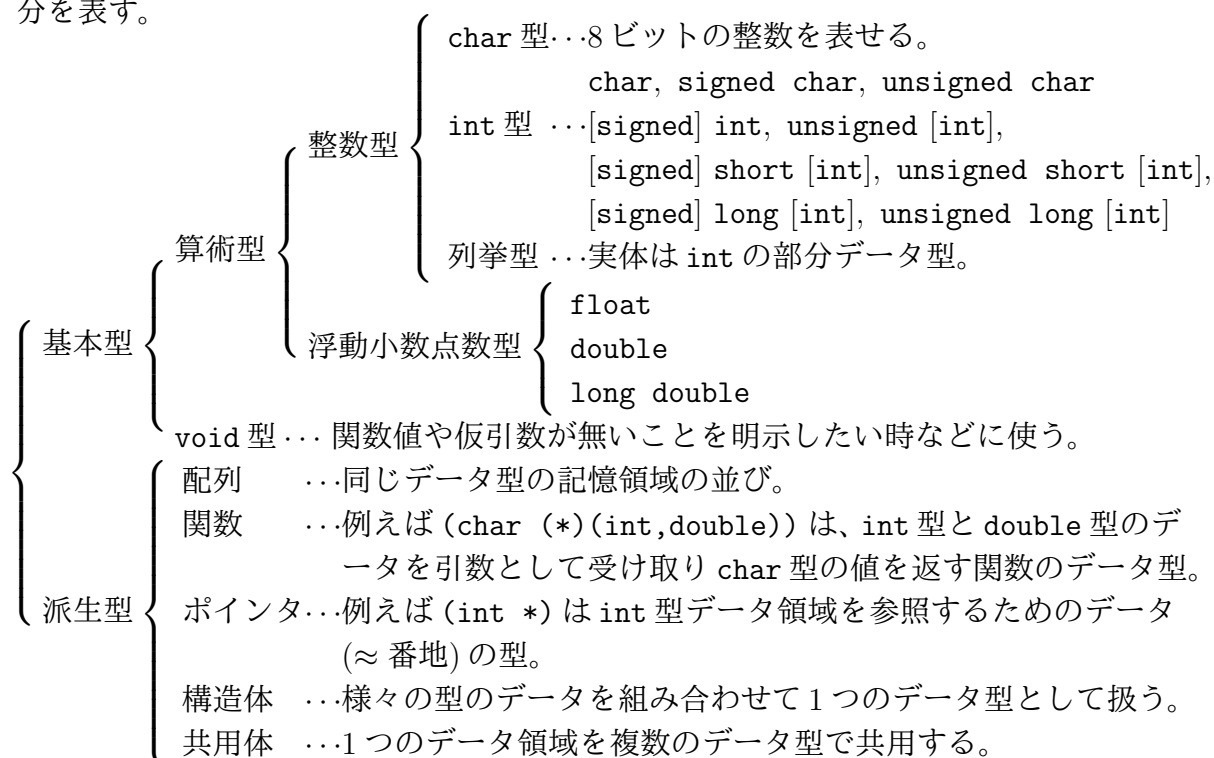 分を表す。
char 型···8 ビットの整数を表せる。
char, signed char, unsigned char
整数型
int 型 ···[signed] int, unsigned [int],
[signed] short [int], unsigned short [int],
[signed] long [int], unsigned long [int]
算術型
列挙型 ···実体は int の部分データ型。
float
基本型
浮動小数点数型
double
long double
void 型 ··· 関数値や仮引数が無いことを明示したい時などに使う。
配列 ···同じデータ型の記憶領域の並び。
関数 ···例えば (char (*)(int,double)) は、int 型と double 型のデ
ータを引数として受け取り char 型の値を返す関数のデータ型。
派生型
ポインタ···例えば (int *) は int 型データ領域を参照するためのデータ
(≈ 番地) の型。
構造体 ···様々の型のデータを組み合わせて 1 つのデータ型として扱う。
共用体 ···1 つのデータ領域を複数のデータ型で共用する。